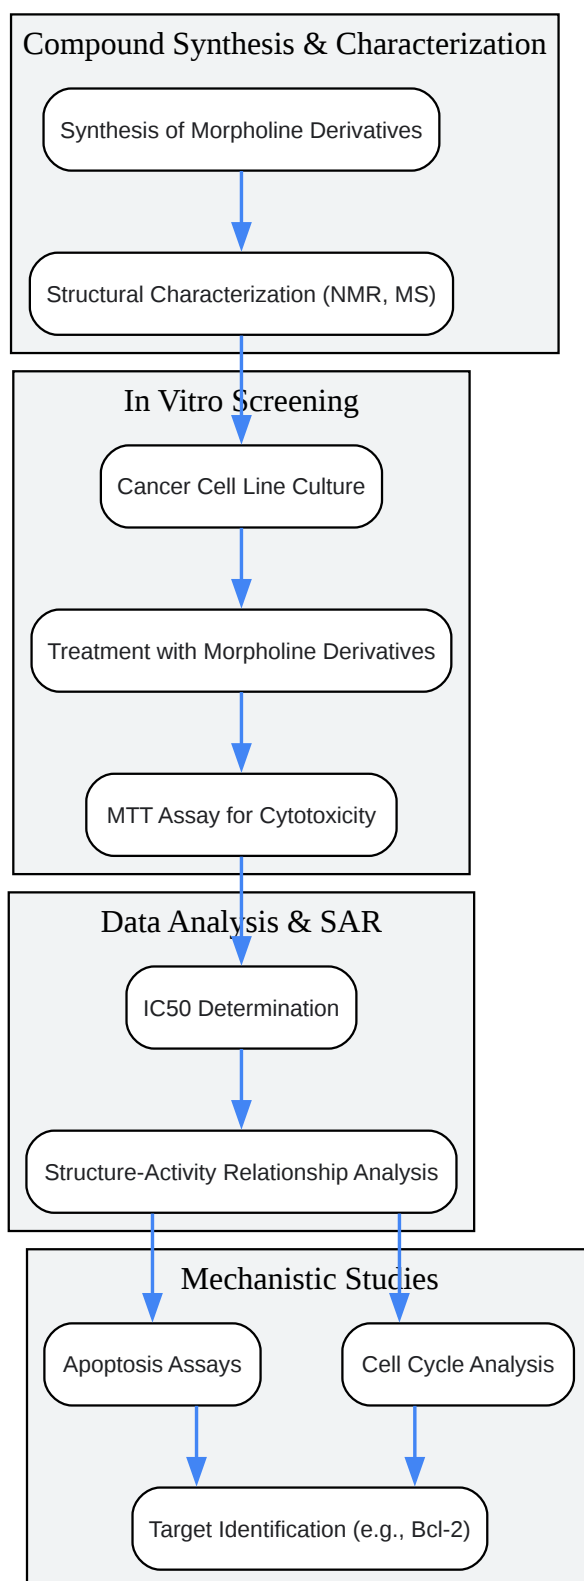 Compound Synthesis & Characterization
Synthesis of Morpholine Derivatives
Structural Characterization (NMR, MS)
In Vitro Screening
Cancer Cell Line Culture
Treatment with Morpholine Derivatives
MTT Assay for Cytotoxicity
Data Analysis & SAR
IC50 Determination
Structure-Activity Relationship Analysis
Mechanistic Studies
Apoptosis Assays
Cell Cycle Analysis
Target Identification (e.g., Bcl-2)